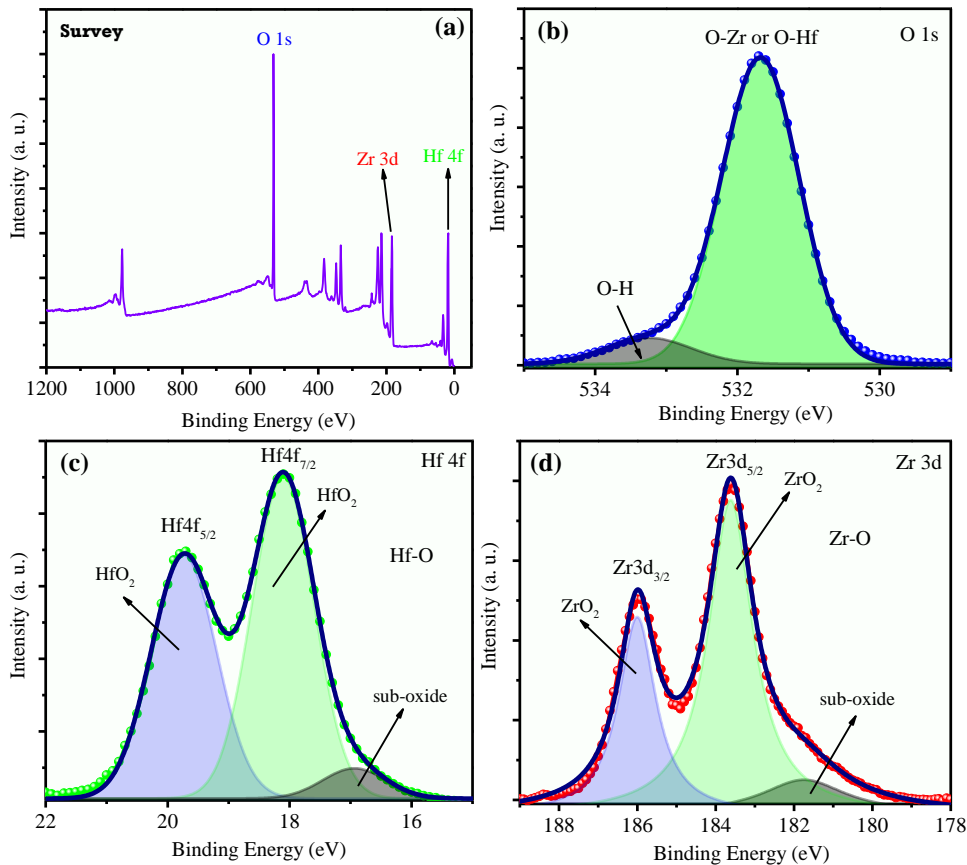 Survey
(a)
O 1s
Zr 3d
Hf 4f
Intensity (a. u.)
1200 1000 800 600 400 200 0
Binding Energy (eV)
(b)
O-Zr or O-Hf
O 1s
O-H
Intensity (a. u.)
534 532 530
Binding Energy (eV)
(c)
Hf4f7/2
Hf 4f
HfO2
Hf4f5/2
HfO2
Hf-O
sub-oxide
Intensity (a. u.)
22 20 18 16
Binding Energy (eV)
(d)
Zr3d5/2
Zr 3d
ZrO2
Zr-O
Zr3d3/2
ZrO2
sub-oxide
Intensity (a. u.)
188 186 184 182 180 178
Binding Energy (eV)